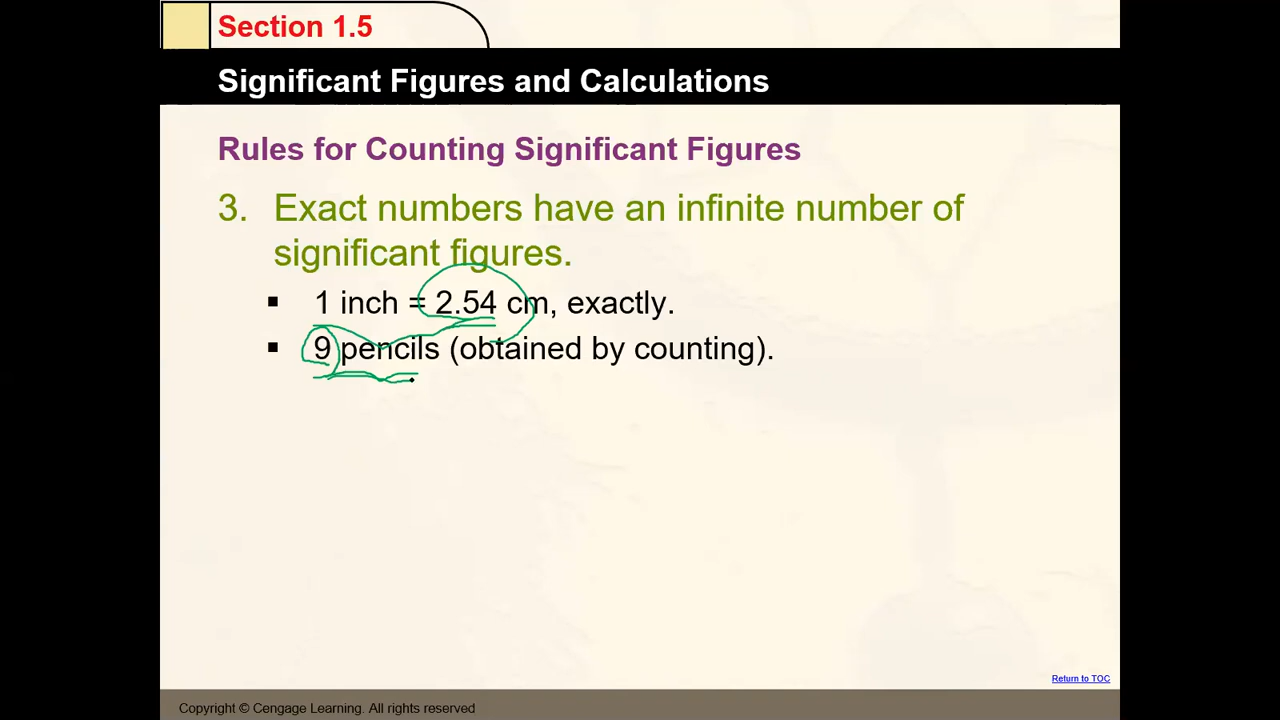 Section 1.5
Significant Figures and Calculations
Rules for Counting Significant Figures
3. Exact numbers have an infinite number of
significant figures.
▪ 1 inch = 2.54 cm, exactly.
▪ 9 pencils (obtained by counting).
Return to TOC
Copyright © Cengage Learning. All rights reserved